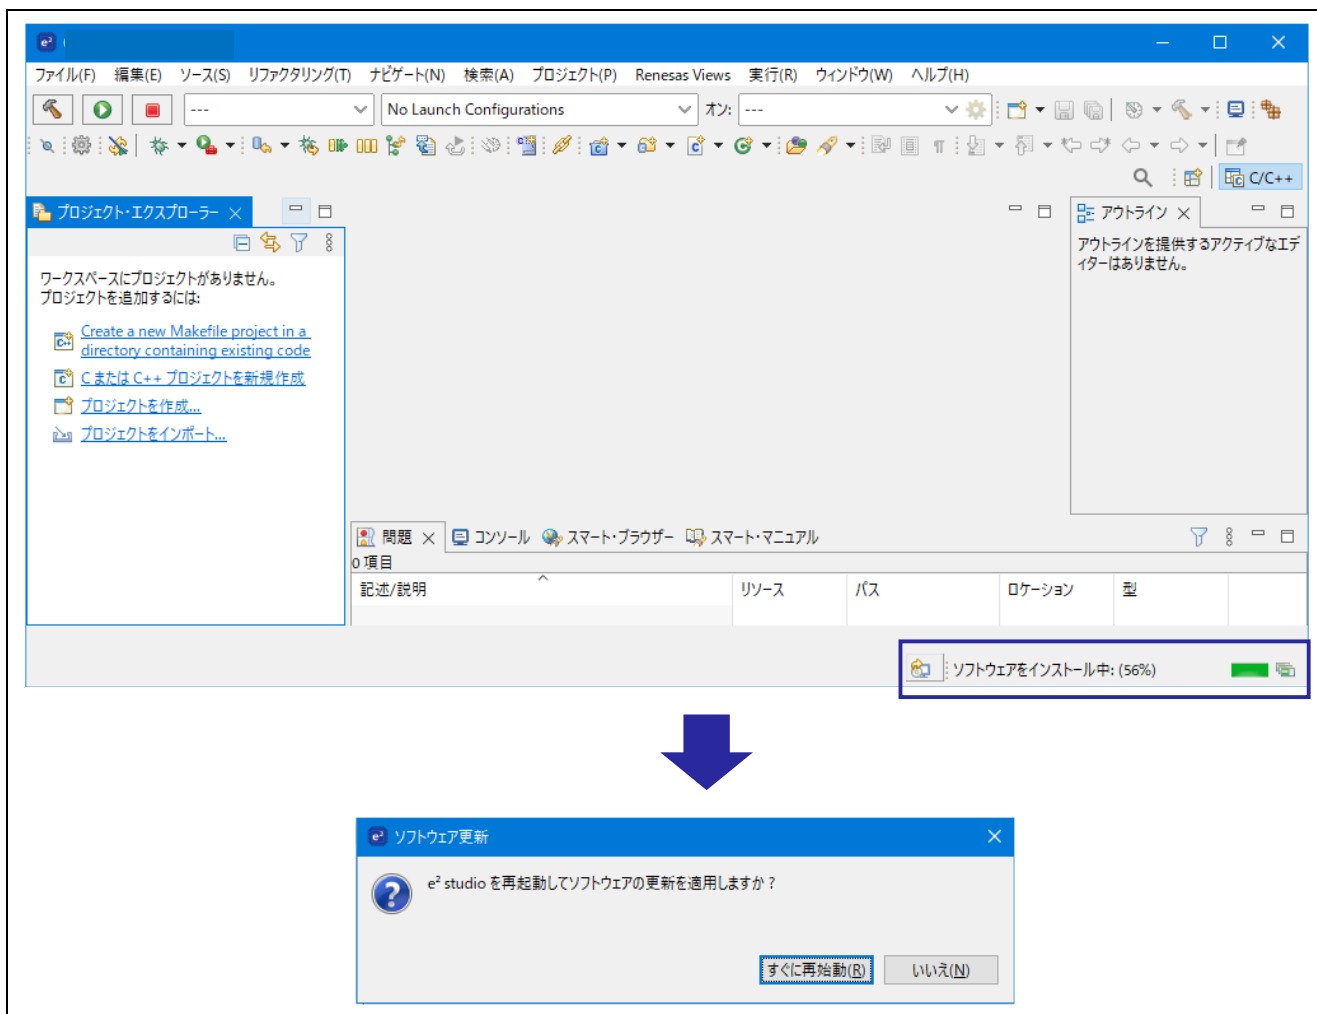 ファイル(F) 編集(E) ソース(S) リファクタリング(T) ナビゲート(N) 検索(A) プロジェクト(P) Renesas Views 実行(R) ウィンドウ(W) ヘルプ(H)
--- No Launch Configurations オン: ---
C/C++
プロジェクト・エクスプローラー
アウトライン
アウトラインを提供するアクティブなエデ
ィターはありません。
ワークスペースにプロジェクトがありません。
プロジェクトを追加するには:
Create a new Makefile project in a
directory containing existing code
C または C++ プロジェクトを新規作成
プロジェクトを作成...
プロジェクトをインポート...
問題 コンソール スマート・ブラウザー スマート・マニュアル
0 項目
記述/説明 リソース パス ロケーション 型
ソフトウェアをインストール中: (56%)
e² ソフトウェア更新
e² studio を再起動してソフトウェアの更新を適用しますか?
すぐに再始動(R) いいえ(N)